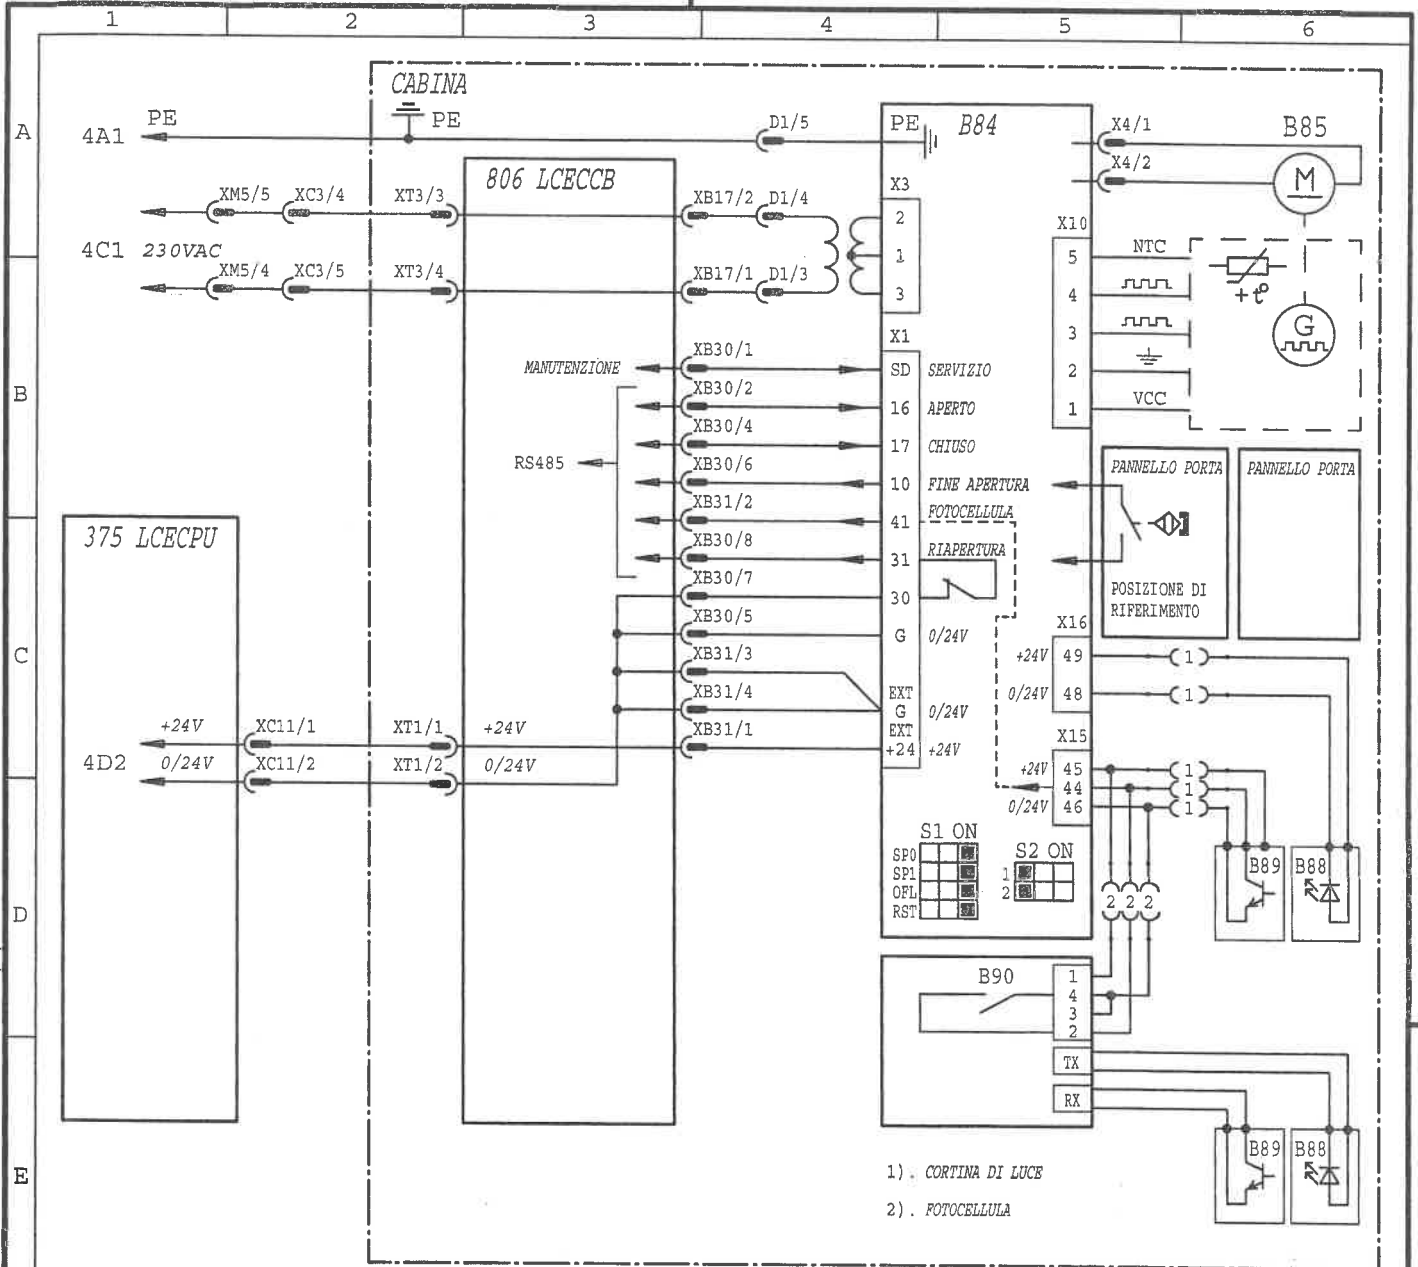 1 2 3 4 5 6
A
B
C
D
E
CABINA
4A1 PE
PE
D1/5
PE
B84
X4/1
X4/2
B85
M
806 LCECCB
XM5/5 XC3/4 XT3/3
XB17/2 D1/4
4C1 230VAC
XM5/4 XC3/5 XT3/4
XB17/1 D1/3
X3
2
1
3
X10
5 NTC
4
3
2
1 VCC
+t°
G
X1
MANUTENZIONE XB30/1 SD SERVIZIO
XB30/2 16 APERTO
XB30/4 17 CHIUSO
RS485
XB30/6 10 FINE APERTURA
XB31/2 41 FOTOCELLULA
XB30/8 31 RIAPERTURA
XB30/7 30
XB30/5 G 0/24V
XB31/3 EXT
XB31/4 G 0/24V
XB31/1 EXT
+24 +24V
PANNELLO PORTA
PANNELLO PORTA
POSIZIONE DI
RIFERIMENTO
375 LCECPU
+24V XC11/1 XT1/1 +24V
4D2 0/24V XC11/2 XT1/2 0/24V
X16
+24V 49 1
0/24V 48 1
X15
+24V 45 1
44 1
0/24V 46 1
S1 ON
SP0
SP1
OFL
RST
S2 ON
1
2
2 2 2
B89
B88
B90
1
4
3
2
TX
RX
B89
B88
1). CORTINA DI LUCE
2). FOTOCELLULA